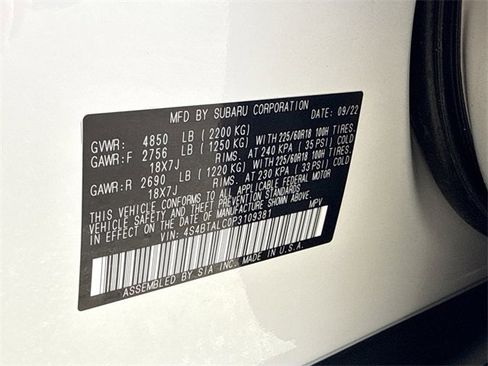 MFD BY SUBARU CORPORATION DATE: 09/22
GVWR: 4850 LB (2200 KG)
GAWR:F 2756 LB (1250 KG) WITH 225/60R18 100H TIRES,
18X7J RIMS, AT 240 KPA (35 PSI) COLD
GAWR:R 2690 LB (1220 KG) WITH 225/60R18 100H TIRES,
18X7J RIMS, AT 230 KPA (33 PSI) COLD
THIS VEHICLE CONFORMS TO ALL APPLICABLE FEDERAL MOTOR
VEHICLE SAFETY, BUMPER, AND THEFT PREVENTION STANDARDS
IN EFFECT ON THE DATE OF MANUFACTURE SHOWN ABOVE.
VIN: 4S4BTALC0P3109381 MPV
ASSEMBLED BY SIA INC. MADE IN U.S.A.